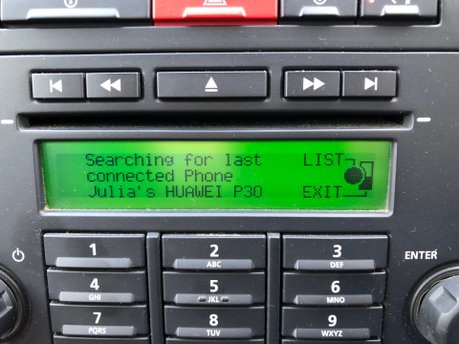 Searching for last LIST
connected Phone
Julia's HUAWEI P30 EXIT
1 2 3
ABC DEF
ENTER
4 5 6
GHI JKL MNO
7 8 9
PQRS TUV WXYZ